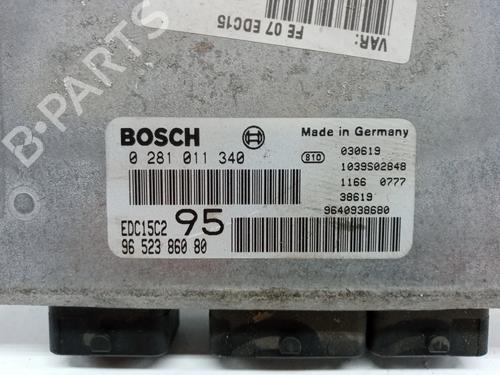 VAR:
FE 07 EDC15
B-PARTS
BOSCH
Made in Germany
0 281 011 340
810
030619
1039S02848
1166 0777
38619
9640938680
EDC15C2 95
96 523 860 80